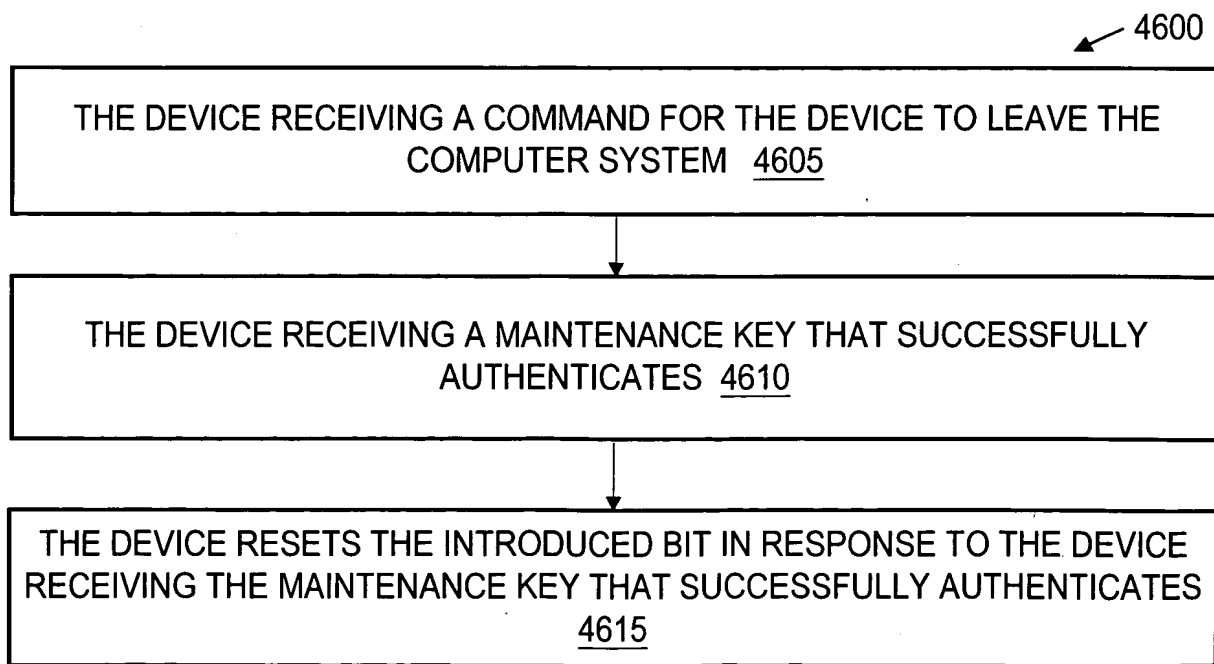 4600
THE DEVICE RECEIVING A COMMAND FOR THE DEVICE TO LEAVE THE
COMPUTER SYSTEM 4605
THE DEVICE RECEIVING A MAINTENANCE KEY THAT SUCCESSFULLY
AUTHENTICATES 4610
THE DEVICE RESETS THE INTRODUCED BIT IN RESPONSE TO THE DEVICE
RECEIVING THE MAINTENANCE KEY THAT SUCCESSFULLY AUTHENTICATES
4615